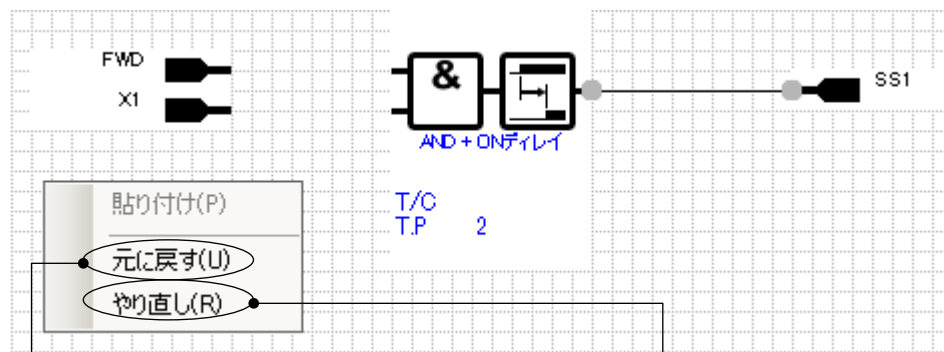 FWD
X1
&
SS1
AND + ONディレイ
T/C
T.P 2
貼り付け(P)
元に戻す(U)
やり直し(R)